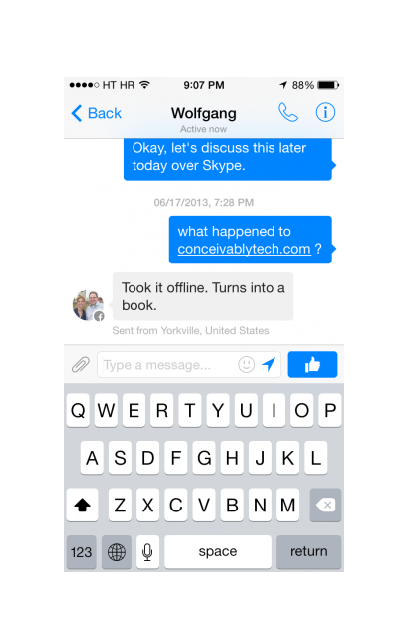 HT HR 9:07 PM 88%
Back Wolfgang
Active now
Okay, let's discuss this later
today over Skype.
06/17/2013, 7:28 PM
what happened to
conceivablytech.com ?
Took it offline. Turns into a
book.
Sent from Yorkville, United States
Type a message...
Q W E R T Y U I O P
A S D F G H J K L
Z X C V B N M
123 space return